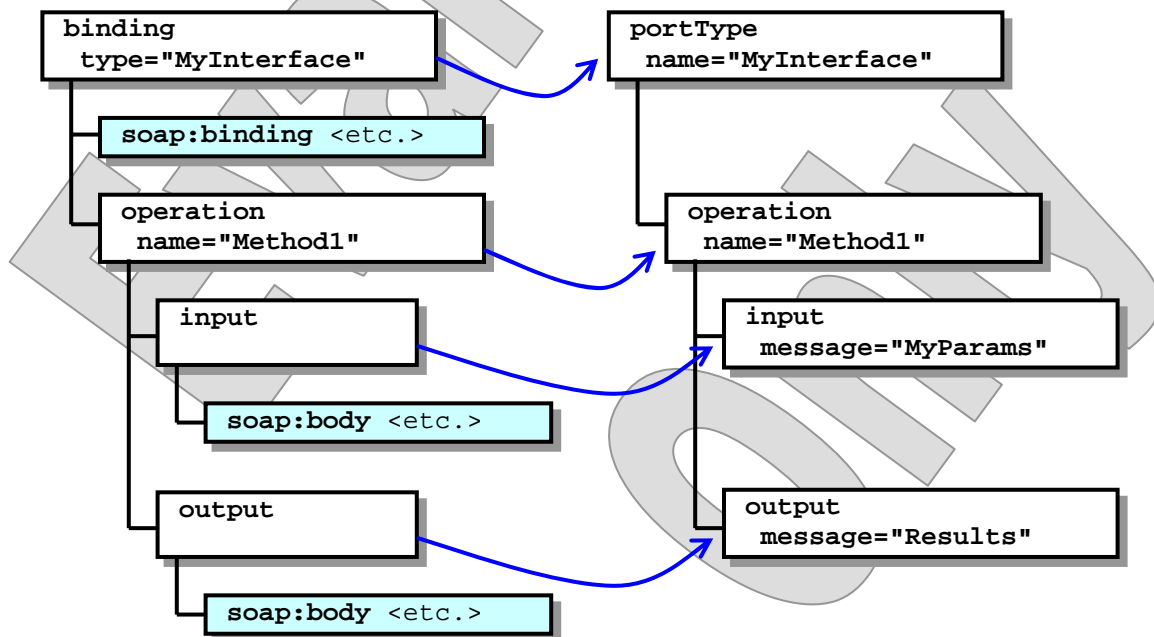 binding
type="MyInterface"
soap:binding <etc.>
operation
name="Method1"
input
soap:body <etc.>
output
soap:body <etc.>
portType
name="MyInterface"
operation
name="Method1"
input
message="MyParams"
output
message="Results"